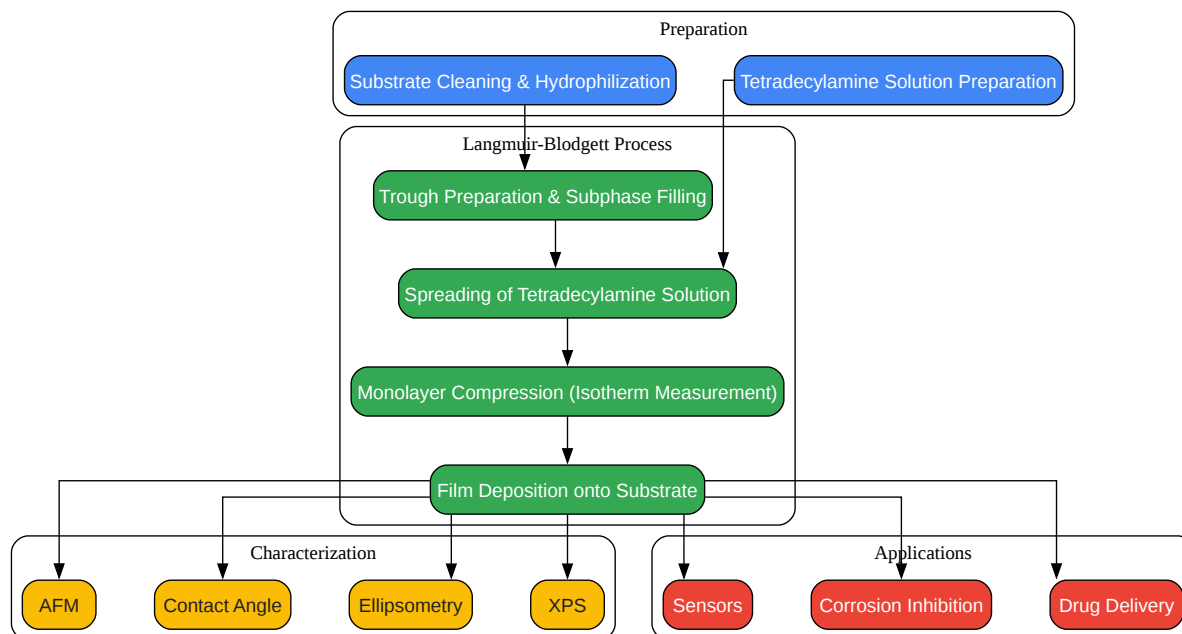 Preparation
Substrate Cleaning & Hydrophilization
Tetradecylamine Solution Preparation
Langmuir-Blodgett Process
Trough Preparation & Subphase Filling
Spreading of Tetradecylamine Solution
Monolayer Compression (Isotherm Measurement)
Film Deposition onto Substrate
Characterization
Applications
AFM
Contact Angle
Ellipsometry
XPS
Sensors
Corrosion Inhibition
Drug Delivery